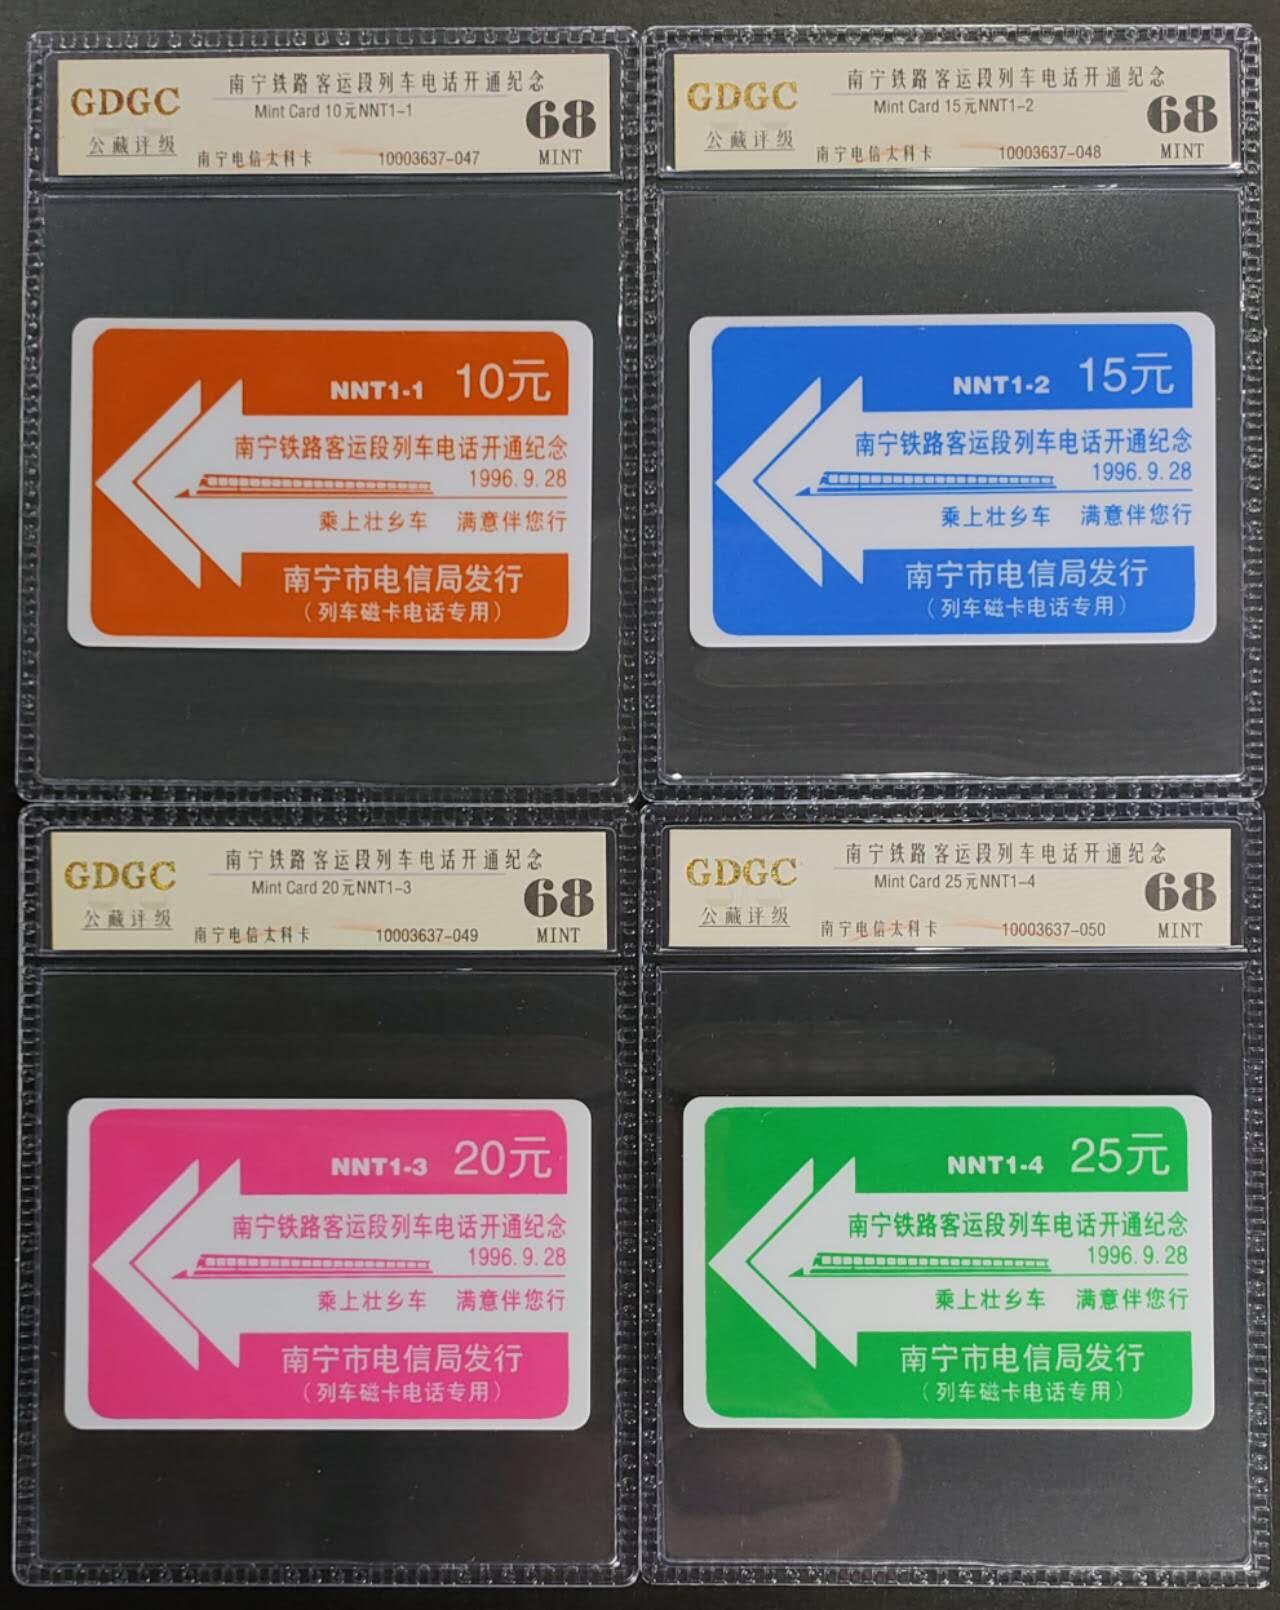 GDGC
公藏评级
南宁铁路客运段列车电话开通纪念
Mint Card 10元NNT1-1
南宁电信太科卡 10003637-047
68
MINT
NNT1-1 10元
南宁铁路客运段列车电话开通纪念
1996.9.28
乘上壮乡车 满意伴您行
南宁市电信局发行
(列车磁卡电话专用)
GDGC
公藏评级
南宁铁路客运段列车电话开通纪念
Mint Card 15元NNT1-2
南宁电信太科卡 10003637-048
68
MINT
NNT1-2 15元
南宁铁路客运段列车电话开通纪念
1996.9.28
乘上壮乡车 满意伴您行
南宁市电信局发行
(列车磁卡电话专用)
GDGC
公藏评级
南宁铁路客运段列车电话开通纪念
Mint Card 20元NNT1-3
南宁电信太科卡 10003637-049
68
MINT
NNT1-3 20元
南宁铁路客运段列车电话开通纪念
1996.9.28
乘上壮乡车 满意伴您行
南宁市电信局发行
(列车磁卡电话专用)
GDGC
公藏评级
南宁铁路客运段列车电话开通纪念
Mint Card 25元NNT1-4
南宁电信太科卡 10003637-050
68
MINT
NNT1-4 25元
南宁铁路客运段列车电话开通纪念
1996.9.28
乘上壮乡车 满意伴您行
南宁市电信局发行
(列车磁卡电话专用)